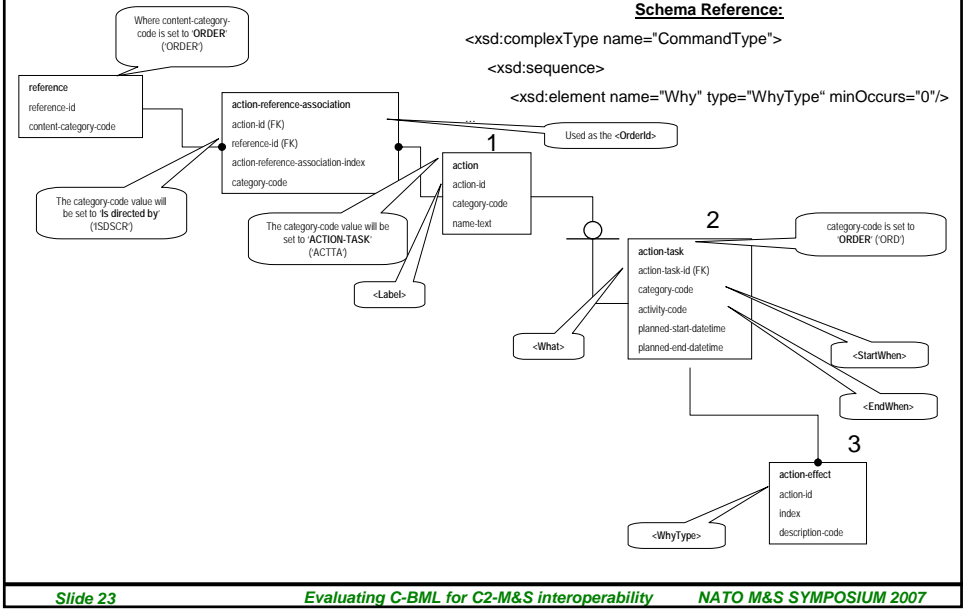 Schema Reference:
<xsd:complexType name="CommandType">
<xsd:sequence>
<xsd:element name="Why" type="WhyType“ minOccurs="0"/>
...
Where content-category-
code is set to ‘ORDER’
(‘ORDER’)
reference
reference-id
content-category-code
action-reference-association
action-id (FK)
reference-id (FK)
action-reference-association-index
category-code
Used as the <OrderId>
The category-code value will
be set to ‘Is directed by’
(‘ISDSCR’)
1
action
action-id
category-code
name-text
The category-code value will be
set to ‘ACTION-TASK’
(‘ACTTA’)
<Label>
2
action-task
action-task-id (FK)
category-code
activity-code
planned-start-datetime
planned-end-datetime
category-code is set to
‘ORDER’ (‘ORD’)
<What>
<StartWhen>
<EndWhen>
3
action-effect
action-id
index
description-code
<WhyType>
Slide 23 Evaluating C-BML for C2-M&S interoperability NATO M&S SYMPOSIUM 2007